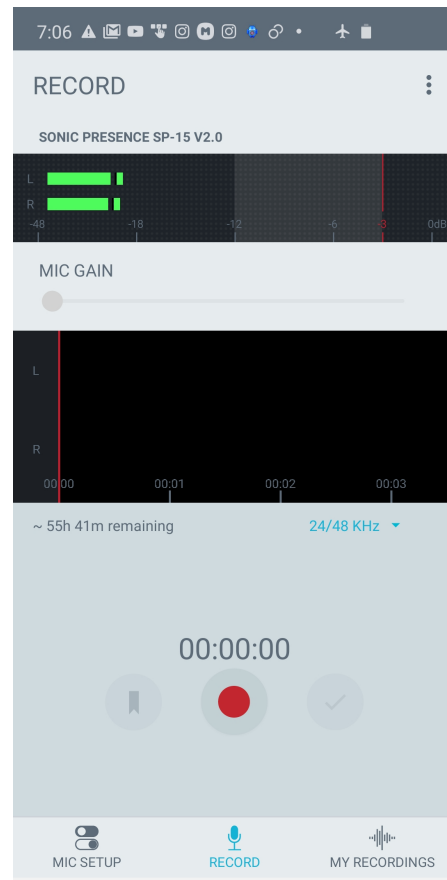 7:06
RECORD
SONIC PRESENCE SP-15 V2.0
L
R
-48 -18 -12 -6 -3 0dB
MIC GAIN
L
R
00:00 00:01 00:02 00:03
~ 55h 41m remaining 24/48 KHz
00:00:00
MIC SETUP RECORD MY RECORDINGS